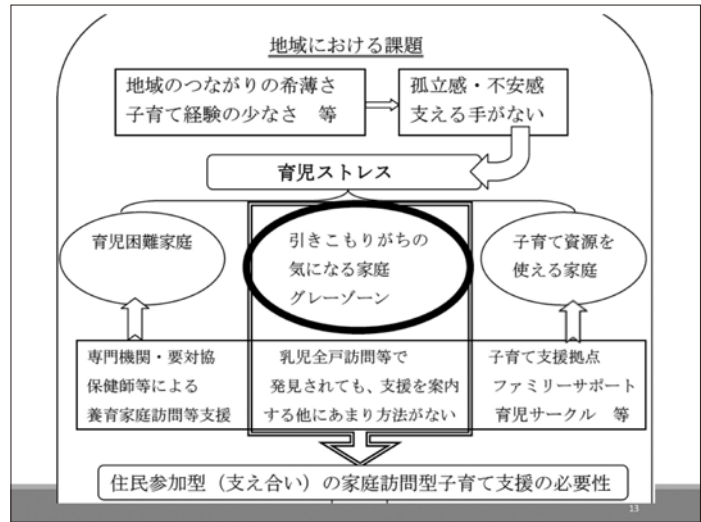 地域における課題
地域のつながりの希薄さ
子育て経験の少なさ 等
孤立感・不安感
支える手がない
育児ストレス
育児困難家庭
引きこもりがちの
気になる家庭
グレーゾーン
子育て資源を
使える家庭
専門機関・要対協
保健師等による
養育家庭訪問等支援
乳児全戸訪問等で
発見されても、支援を案内
する他にあまり方法がない
子育て支援拠点
ファミリーサポート
育児サークル 等
住民参加型（支え合い）の家庭訪問型子育て支援の必要性
13